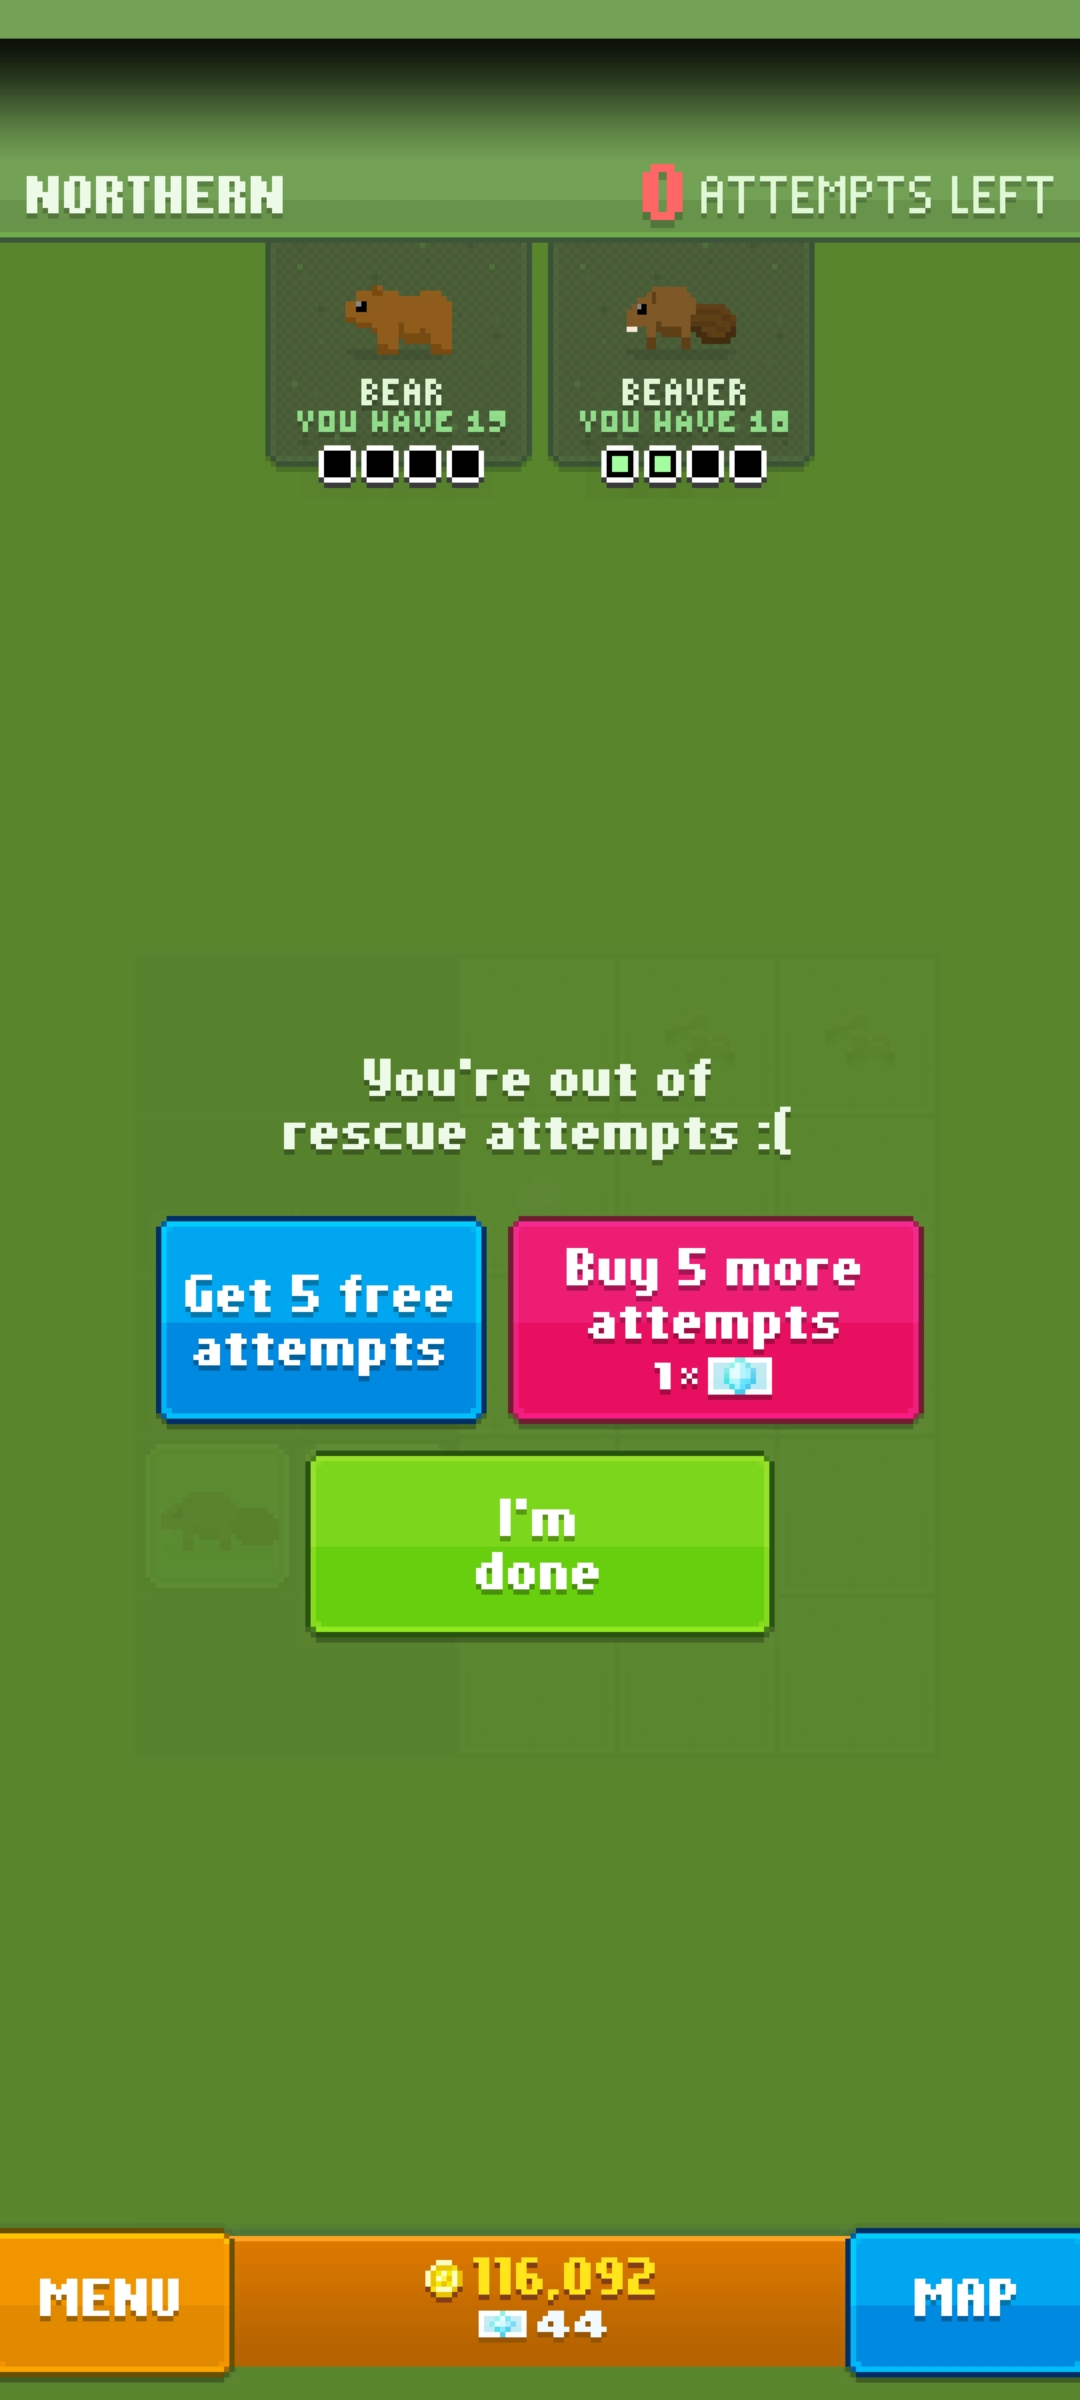 NORTHERN
0 ATTEMPTS LEFT
BEAR
YOU HAVE 19
BEAVER
YOU HAVE 10
You're out of
rescue attempts :(
Get 5 free
attempts
Buy 5 more
attempts
1×
I'm
done
MENU
116,092
44
MAP